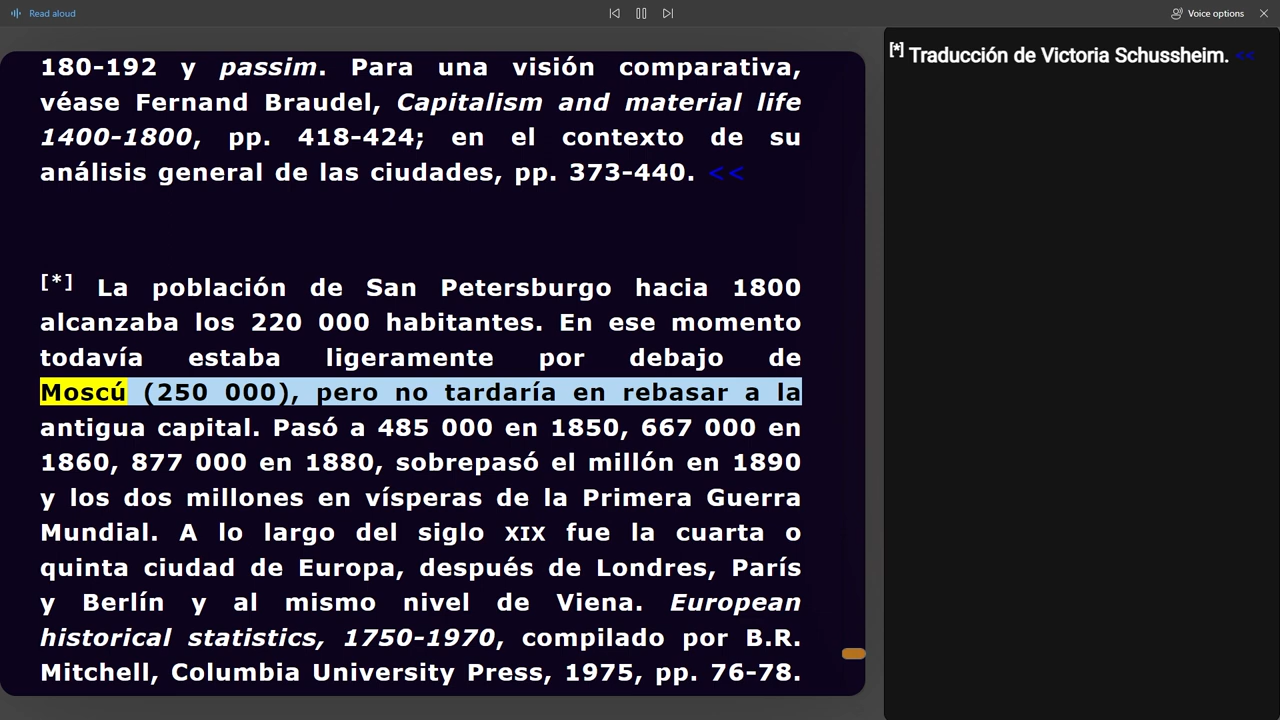 Read aloud
Voice options
180-192 y passim. Para una visión comparativa,
véase Fernand Braudel, Capitalism and material life
1400-1800, pp. 418-424; en el contexto de su
análisis general de las ciudades, pp. 373-440. <<
[*] La población de San Petersburgo hacia 1800
alcanzaba los 220 000 habitantes. En ese momento
todavía estaba ligeramente por debajo de
Moscú (250 000), pero no tardaría en rebasar a la
antigua capital. Pasó a 485 000 en 1850, 667 000 en
1860, 877 000 en 1880, sobrepasó el millón en 1890
y los dos millones en vísperas de la Primera Guerra
Mundial. A lo largo del siglo XIX fue la cuarta o
quinta ciudad de Europa, después de Londres, París
y Berlín y al mismo nivel de Viena. European
historical statistics, 1750-1970, compilado por B.R.
Mitchell, Columbia University Press, 1975, pp. 76-78.
[*] Traducción de Victoria Schussheim. <<